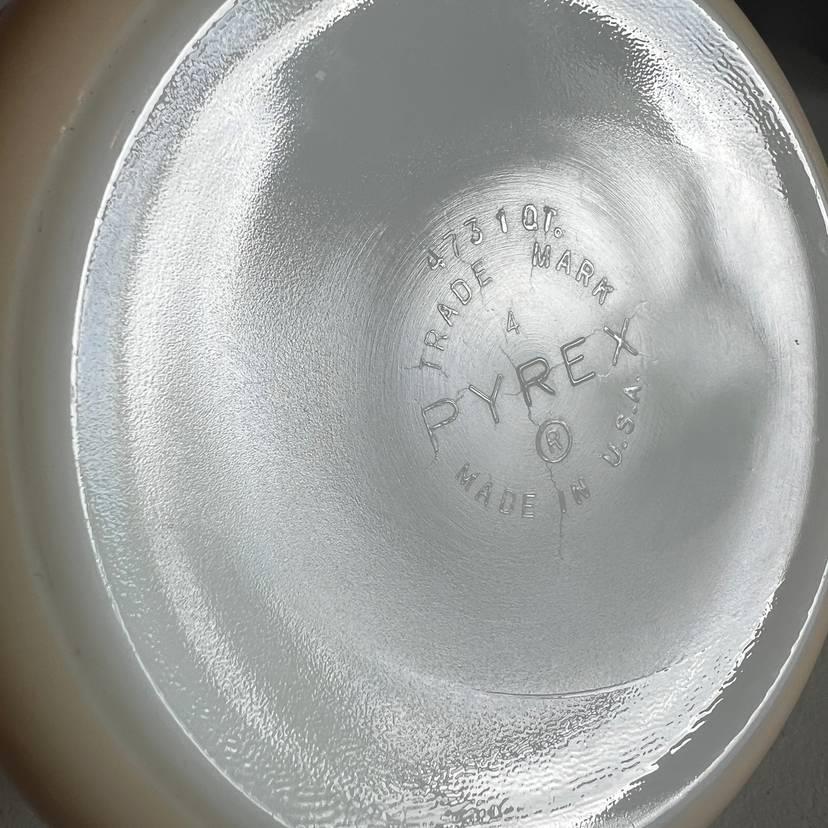 473 1 QT.
TRADE MARK
4
PYREX
®
MADE IN U.S.A.